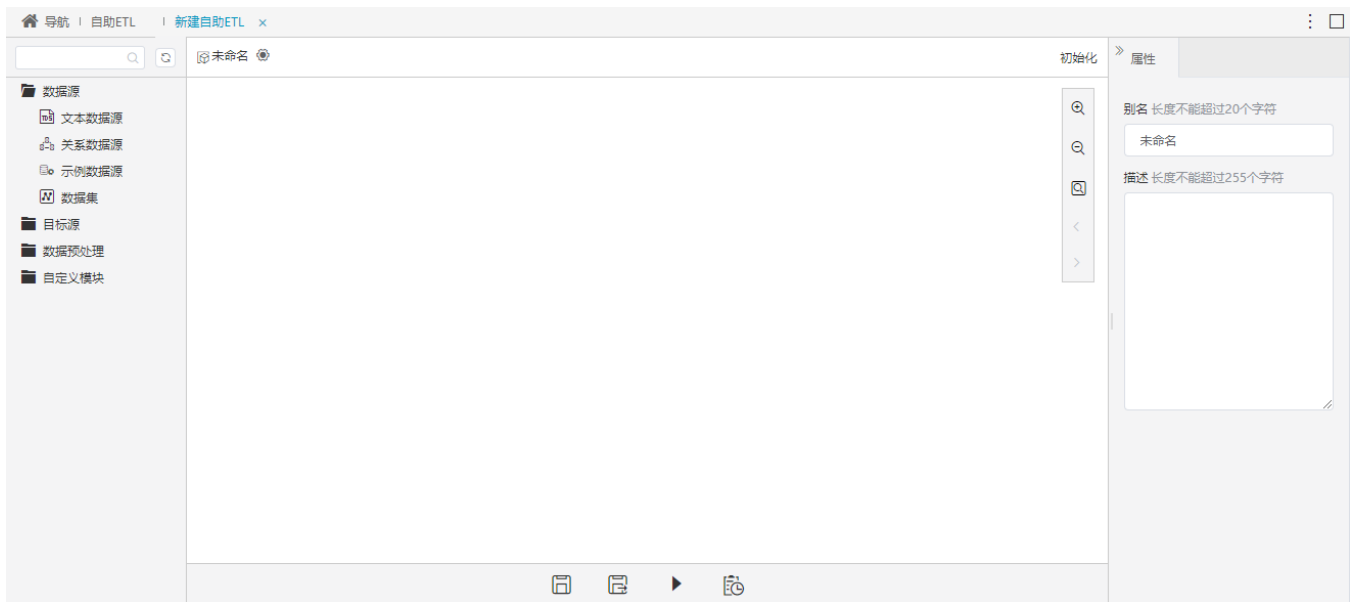 导航 自助ETL 新建自助ETL ×
未命名 初始化
属性
数据源
文本数据源
关系数据源
示例数据源
数据集
目标源
数据预处理
自定义模块
别名 长度不能超过20个字符
未命名
描述 长度不能超过255个字符